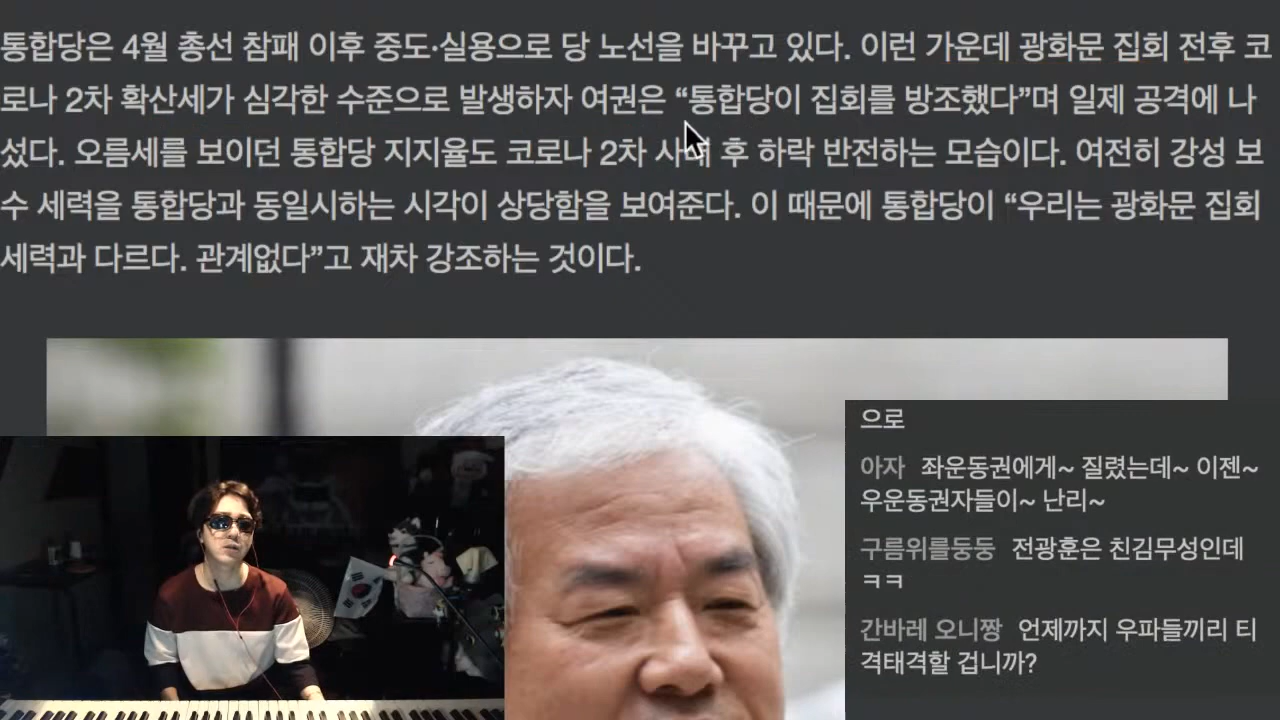 통합당은 4월 총선 참패 이후 중도·실용으로 당 노선을 바꾸고 있다. 이런 가운데 광화문 집회 전후 코
로나 2차 확산세가 심각한 수준으로 발생하자 여권은 “통합당이 집회를 방조했다”며 일제 공격에 나
섰다. 오름세를 보이던 통합당 지지율도 코로나 2차 사태 후 하락 반전하는 모습이다. 여전히 강성 보
수 세력을 통합당과 동일시하는 시각이 상당함을 보여준다. 이 때문에 통합당이 “우리는 광화문 집회
세력과 다르다. 관계없다”고 재차 강조하는 것이다.
으로
아자 좌운동권에게~ 질렸는데~ 이젠~
우운동권자들이~ 난리~
구름위를둥둥 전광훈은 친김무성인데
ㅋㅋ
간바레 오니짱 언제까지 우파들끼리 티
격태격할 겁니까?